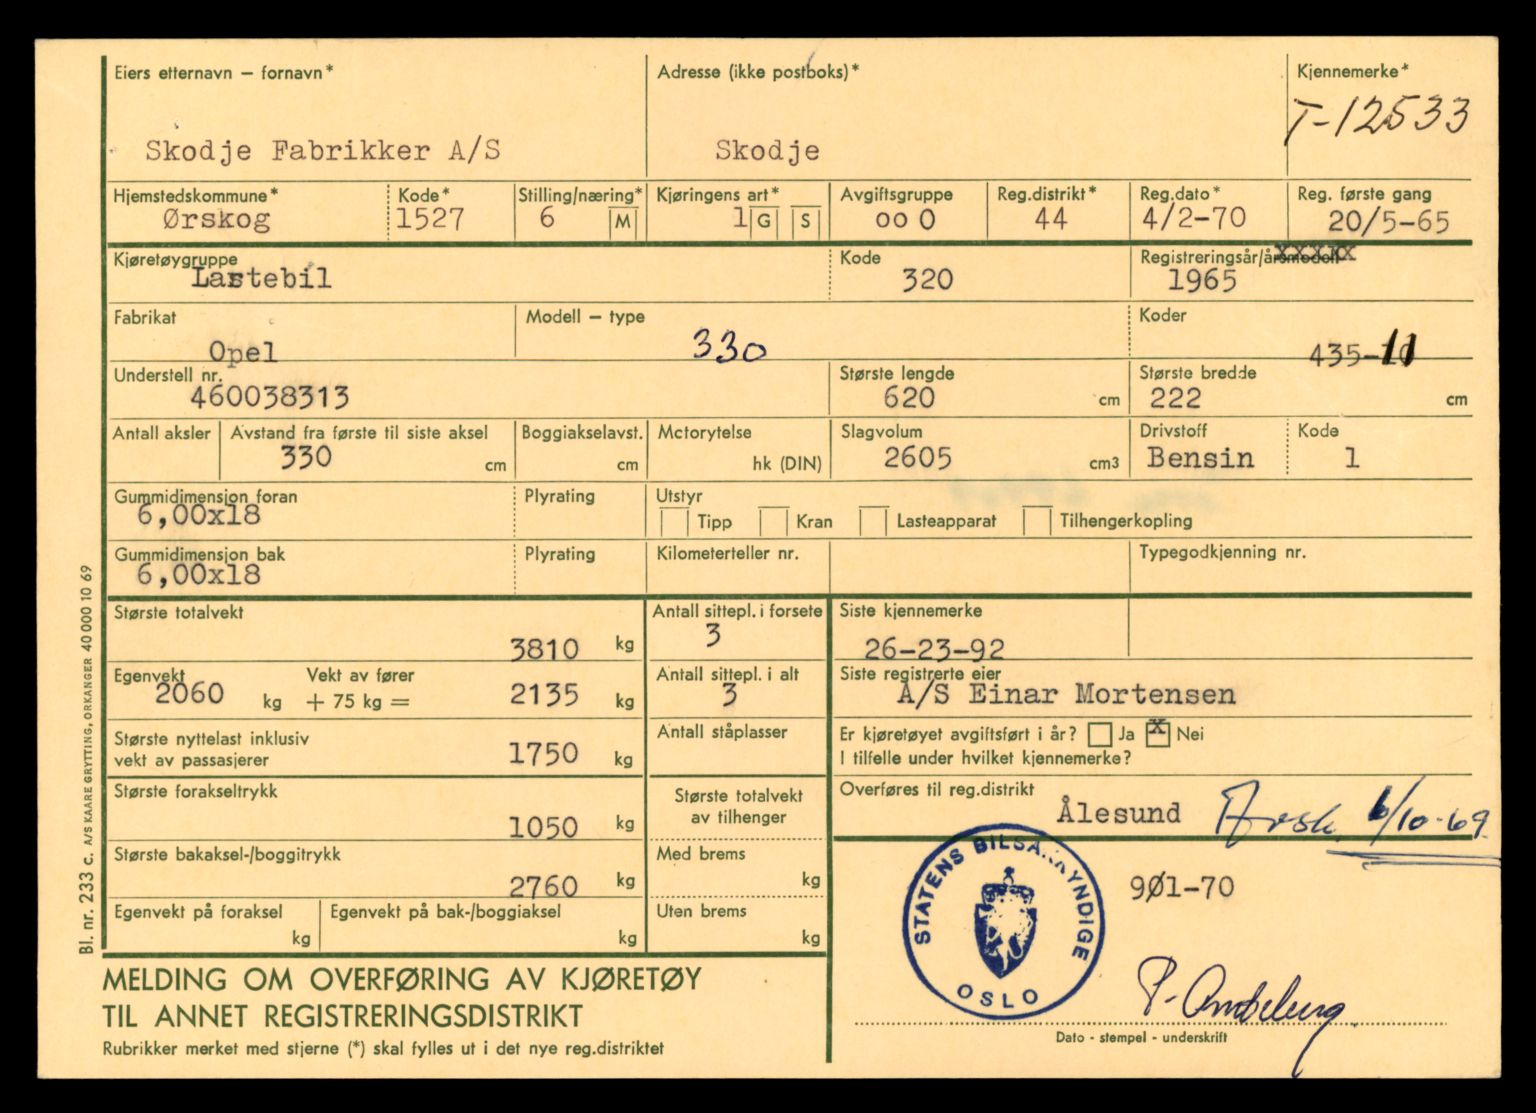 Eiers etternavn – fornavn*
Adresse (ikke postboks)*
Kjennemerke*
T-12533
Skodje Fabrikker A/S
Skodje
Hjemstedskommune*
Kode*
Stilling/næring*
Kjøringens art*
Avgiftsgruppe
Reg.distrikt*
Reg.dato*
Reg. første gang
Ørskog
1527
6
M
1
G
S
oo O
44
4/2-70
20/5-65
Kjøretøygruppe
Kode
Registreringsår/årsmodell
Lastebil
320
1965
Fabrikat
Modell – type
Koder
Opel
330
435-11
Understell nr.
Største lengde
Største bredde
460038313
620 cm
222 cm
Antall aksler
Avstand fra første til siste aksel
Boggiakselavst.
Motorytelse
Slagvolum
Drivstoff
Kode
330 cm
cm
hk (DIN)
2605 cm3
Bensin
1
Gummidimensjon foran
Plyrating
Utstyr
6,00x18
Tipp
Kran
Lasteapparat
Tilhengerkopling
Gummidimensjon bak
Plyrating
Kilometerteller nr.
Typegodkjenning nr.
6,00x18
Største totalvekt
3810 kg
Antall sittepl. i forsete
3
Siste kjennemerke
26-23-92
Egenvekt
2060 kg
Vekt av fører
+ 75 kg =
2135 kg
Antall sittepl. i alt
3
Siste registrerte eier
A/S Einar Mortensen
Største nyttelast inklusiv
vekt av passasjerer
1750 kg
Antall ståplasser
Er kjøretøyet avgiftsført i år? Ja x Nei
I tilfelle under hvilket kjennemerke?
Største forakseltrykk
1050 kg
Største totalvekt
av tilhenger
Overføres til reg.distrikt
Ålesund
6/10-69
Største bakaksel-/boggitrykk
2760 kg
Med brems
kg
901-70
Egenvekt på foraksel
kg
Egenvekt på bak-/boggiaksel
kg
Uten brems
kg
STATENS BILSAKKYNDIGE
OSLO
MELDING OM OVERFØRING AV KJØRETØY
TIL ANNET REGISTRERINGSDISTRIKT
Rubrikker merket med stjerne (*) skal fylles ut i det nye reg.distriktet
Dato - stempel - underskrift
Bl. nr. 233 c. A/S KAARE GRYTTING, ORKANGER 40 000 10 69